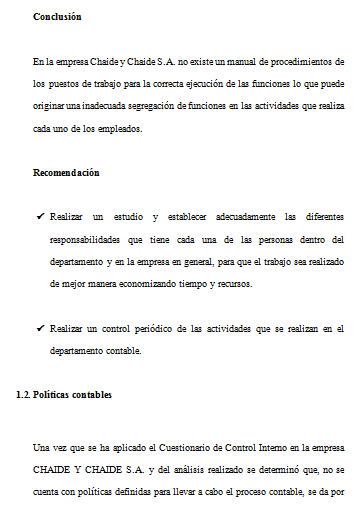 Conclusión
En la empresa Chaide y Chaide S.A. no existe un manual de procedimientos de
los puestos de trabajo para la correcta ejecución de las funciones lo que puede
originar una inadecuada segregación de funciones en las actividades que realiza
cada uno de los empleados.
Recomendación
✓ Realizar un estudio y establecer adecuadamente las diferentes
responsabilidades que tiene cada una de las personas dentro del
departamento y en la empresa en general, para que el trabajo sea realizado
de mejor manera economizando tiempo y recursos.
✓ Realizar un control periódico de las actividades que se realizan en el
departamento contable.
1.2. Políticas contables
Una vez que se ha aplicado el Cuestionario de Control Interno en la empresa
CHAIDE Y CHAIDE S.A. y del análisis realizado se determinó que, no se
cuenta con políticas definidas para llevar a cabo el proceso contable, se da por